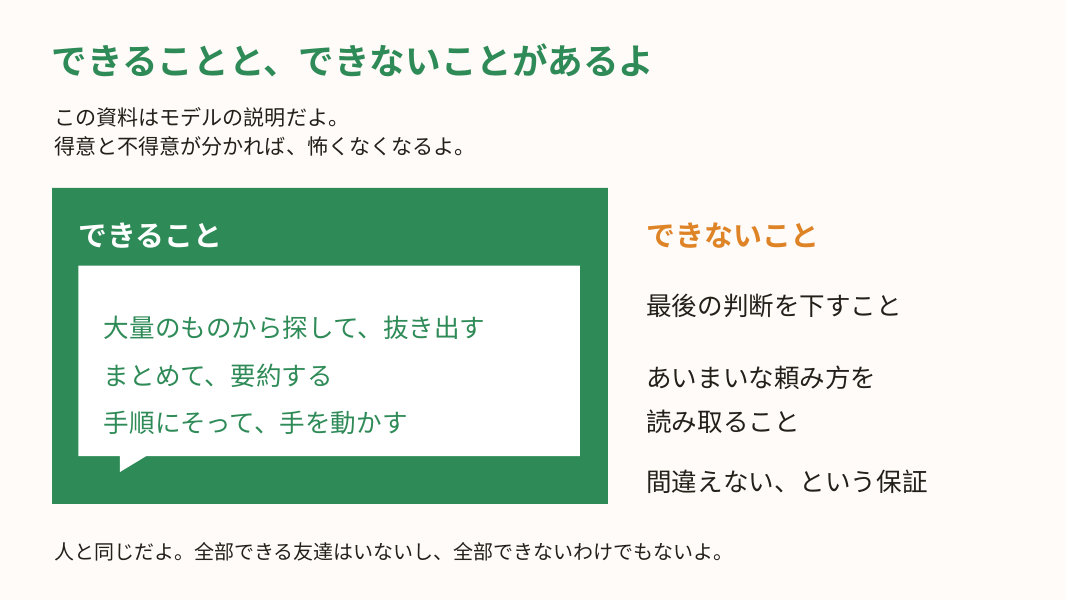 できることと、できないことがあるよ
この資料はモデルの説明だよ。
得意と不得意が分かれば、怖くなくなるよ。
できること
大量のものから探して、抜き出す
まとめて、要約する
手順にそって、手を動かす
できないこと
最後の判断を下すこと
あいまいな頼み方を
読み取ること
間違えない、という保証
人と同じだよ。全部できる友達はいないし、全部できないわけでもないよ。